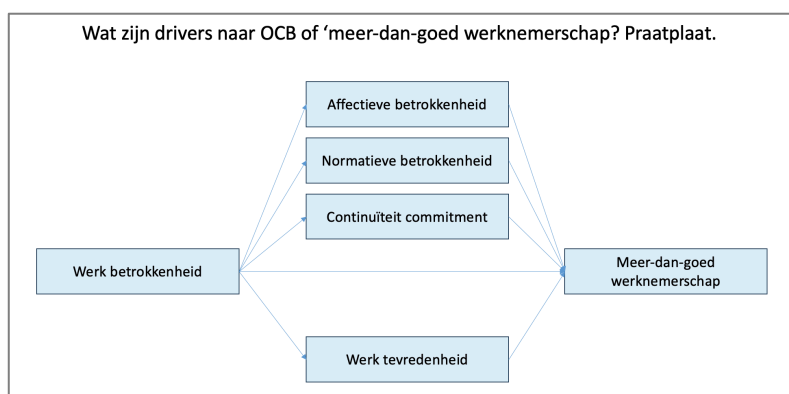 Wat zijn drivers naar OCB of ‘meer-dan-goed werknemerschap? Praatplaat.
Affectieve betrokkenheid
Normatieve betrokkenheid
Continuïteit commitment
Werk betrokkenheid
Meer-dan-goed
werknemerschap
Werk tevredenheid